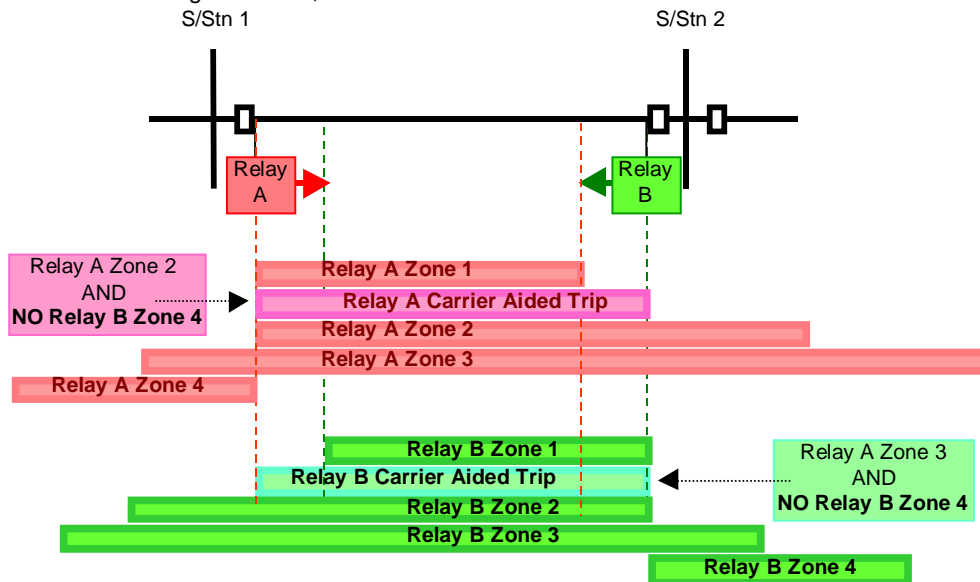 S/Stn 1
S/Stn 2
Relay
A
Relay
B
Relay A Zone 2
AND
NO Relay B Zone 4
Relay A Zone 1
Relay A Carrier Aided Trip
Relay A Zone 2
Relay A Zone 3
Relay A Zone 4
Relay B Zone 1
Relay B Carrier Aided Trip
Relay B Zone 2
Relay B Zone 3
Relay B Zone 4
Relay A Zone 3
AND
NO Relay B Zone 4